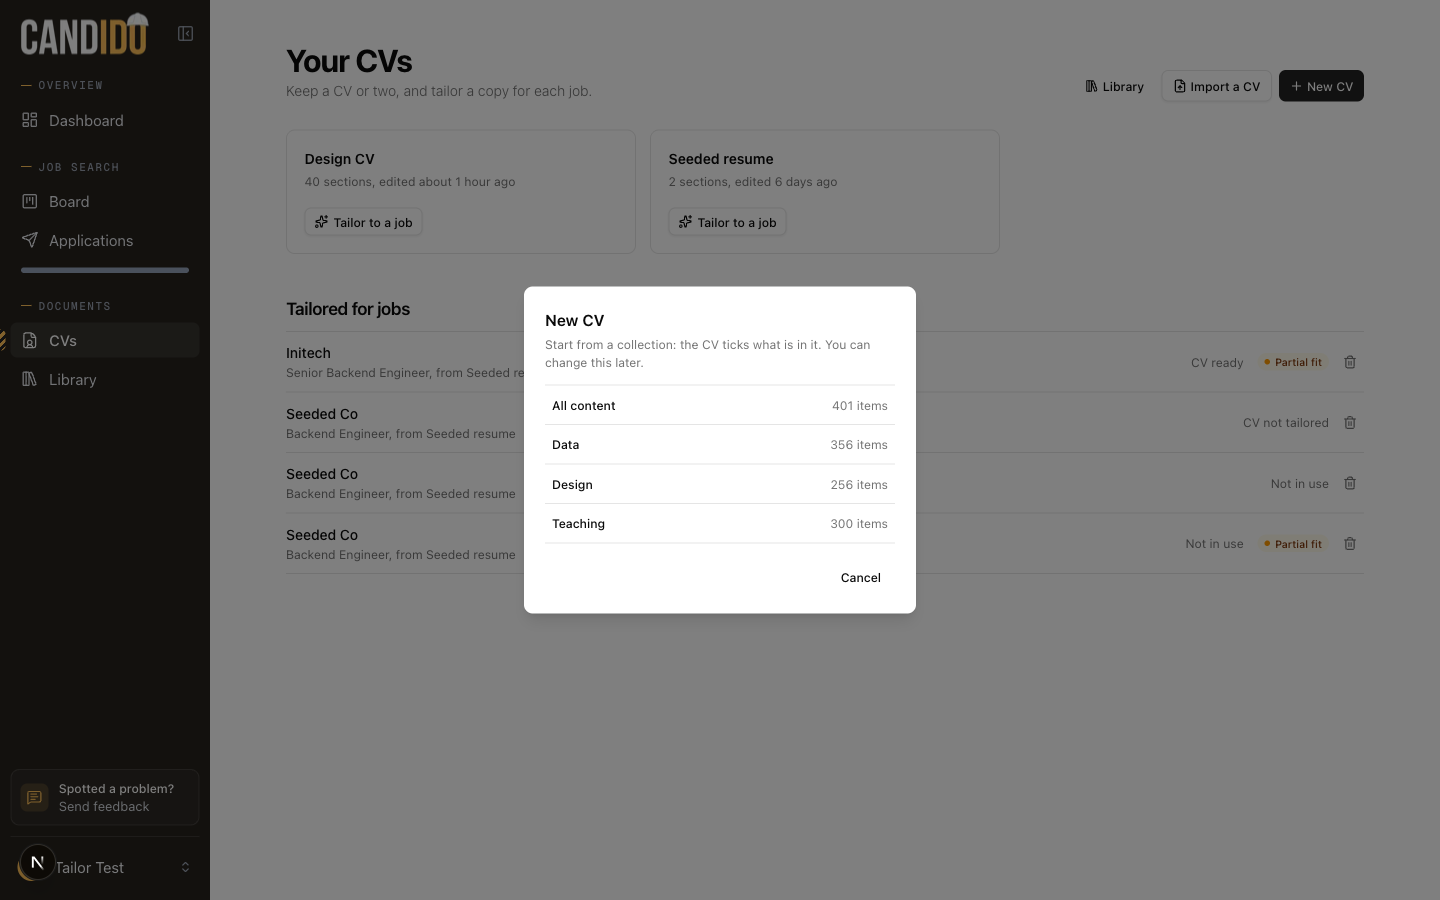 CANDIDO
OVERVIEW
Dashboard
JOB SEARCH
Board
Applications
DOCUMENTS
CVs
Library
Spotted a problem?
Send feedback
N
Tailor Test
Your CVs
Keep a CV or two, and tailor a copy for each job.
Library
Import a CV
New CV
Design CV
40 sections, edited about 1 hour ago
Tailor to a job
Seeded resume
2 sections, edited 6 days ago
Tailor to a job
Tailored for jobs
Initech
Senior Backend Engineer, from Seeded re
CV ready
Partial fit
Seeded Co
Backend Engineer, from Seeded resume
CV not tailored
Seeded Co
Backend Engineer, from Seeded resume
Not in use
Seeded Co
Backend Engineer, from Seeded resume
Not in use
Partial fit
New CV
Start from a collection: the CV ticks what is in it. You can
change this later.
All content 401 items
Data 356 items
Design 256 items
Teaching 300 items
Cancel